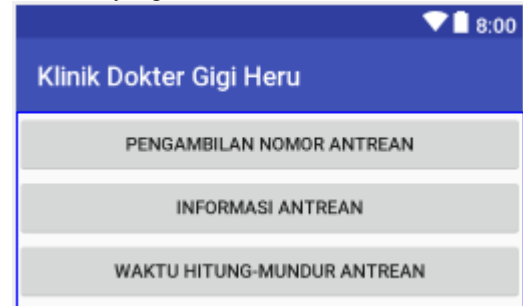 8:00
Klinik Dokter Gigi Heru
PENGAMBILAN NOMOR ANTREAN
INFORMASI ANTREAN
WAKTU HITUNG-MUNDUR ANTREAN